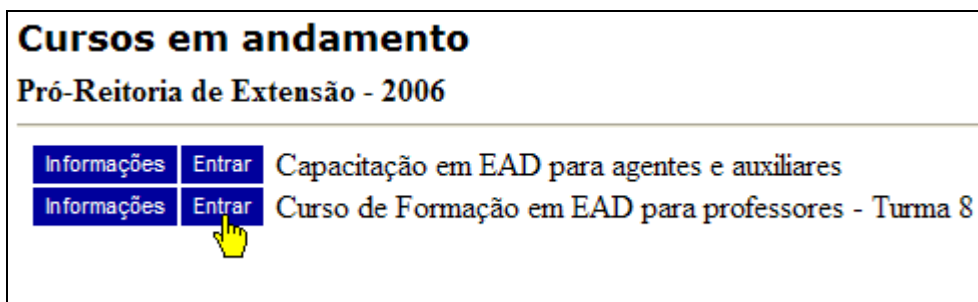 Cursos em andamento
Pró-Reitoria de Extensão - 2006
Informações Entrar Capacitação em EAD para agentes e auxiliares
Informações Entrar Curso de Formação em EAD para professores - Turma 8